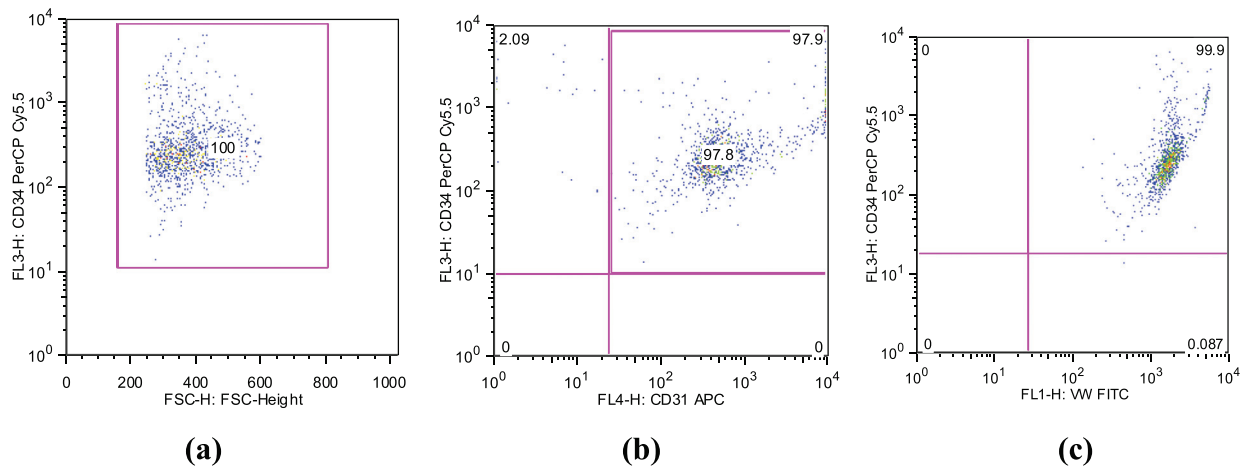 10^4
10^3
10^2
10^1
10^0
FL3-H: CD34 PerCP Cy5.5
100
0 200 400 600 800 1000
FSC-H: FSC-Height
(a)
10^4
10^3
10^2
10^1
10^0
FL3-H: CD34 PerCP Cy5.5
2.09
97.9
97.8
0
0
10^0 10^1 10^2 10^3 10^4
FL4-H: CD31 APC
(b)
10^4
10^3
10^2
10^1
10^0
FL3-H: CD34 PerCP Cy5.5
0
99.9
0
0.087
10^0 10^1 10^2 10^3 10^4
FL1-H: VW FITC
(c)